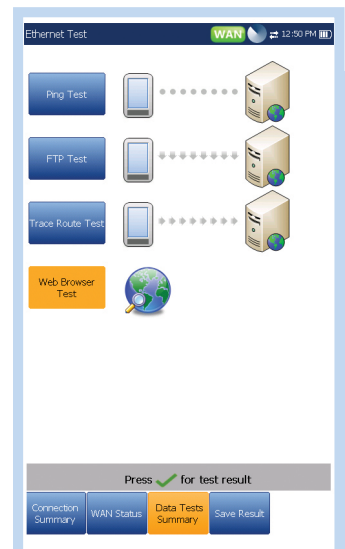 Ethernet Test
WAN
12:50 PM
Ping Test
FTP Test
Trace Route Test
Web Browser
Test
Press for test result
Connection
Summary
WAN Status
Data Tests
Summary
Save Result